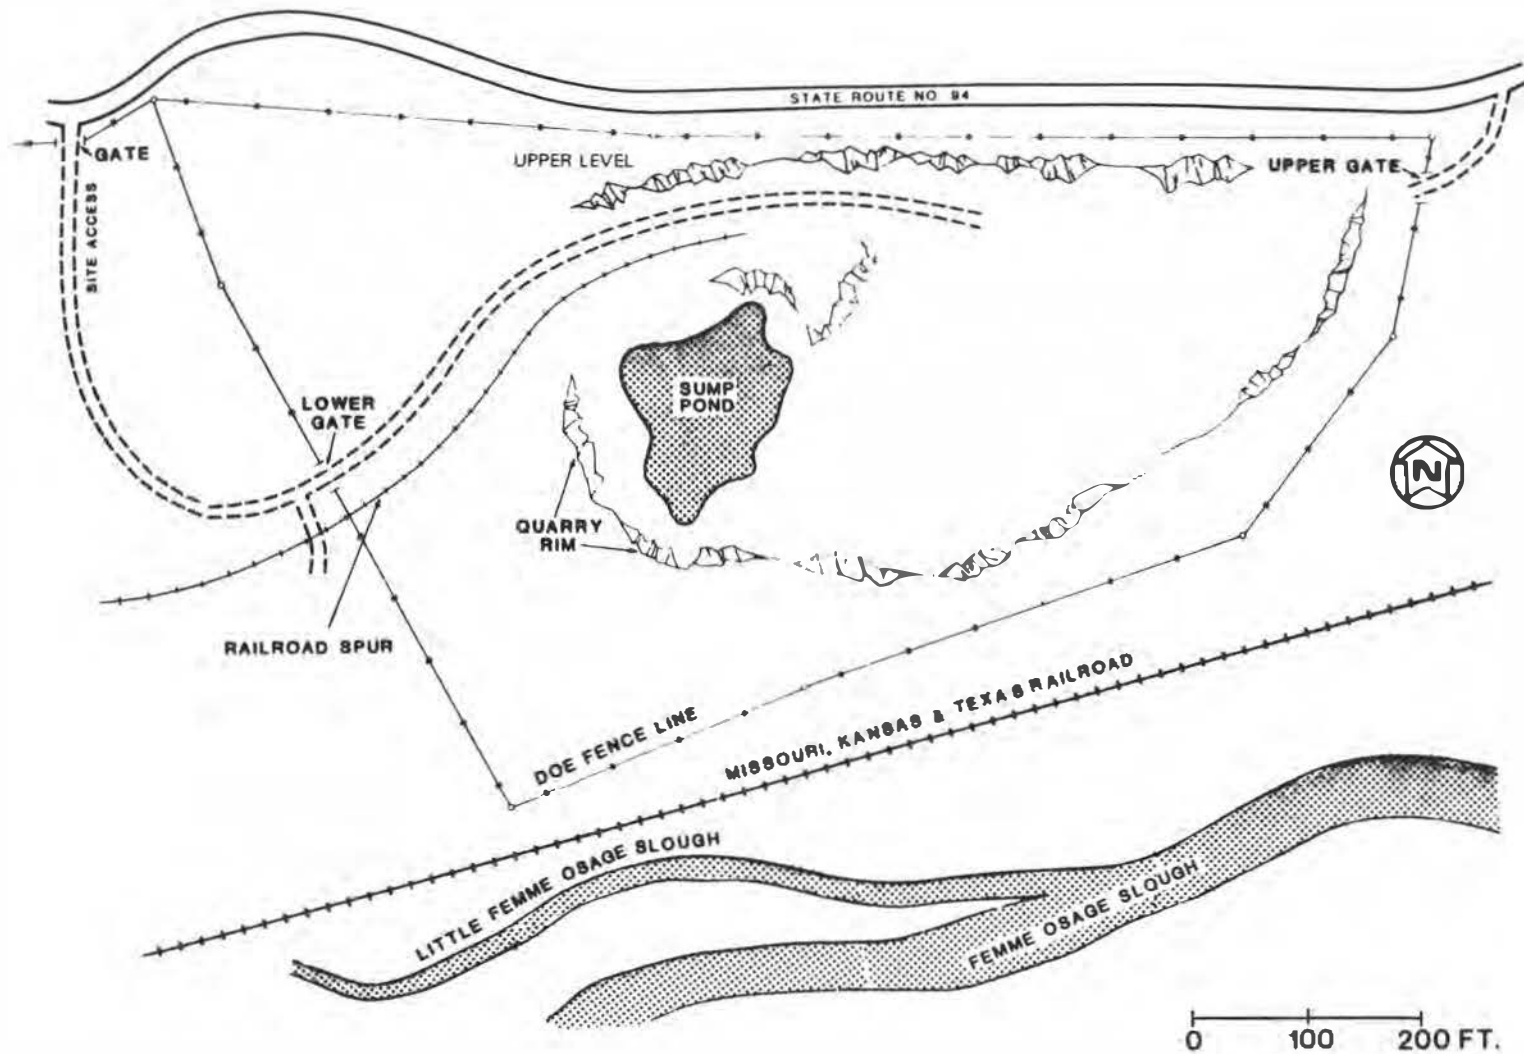 STATE ROUTE NO 94
GATE
UPPER LEVEL
UPPER GATE
SITE ACCESS
LOWER
GATE
SUMP
POND
N
QUARRY
RIM
RAILROAD SPUR
DOE FENCE LINE
MISSOURI, KANSAS & TEXAS RAILROAD
LITTLE FEMME OSAGE SLOUGH
FEMME OSAGE SLOUGH
0 100 200 FT.